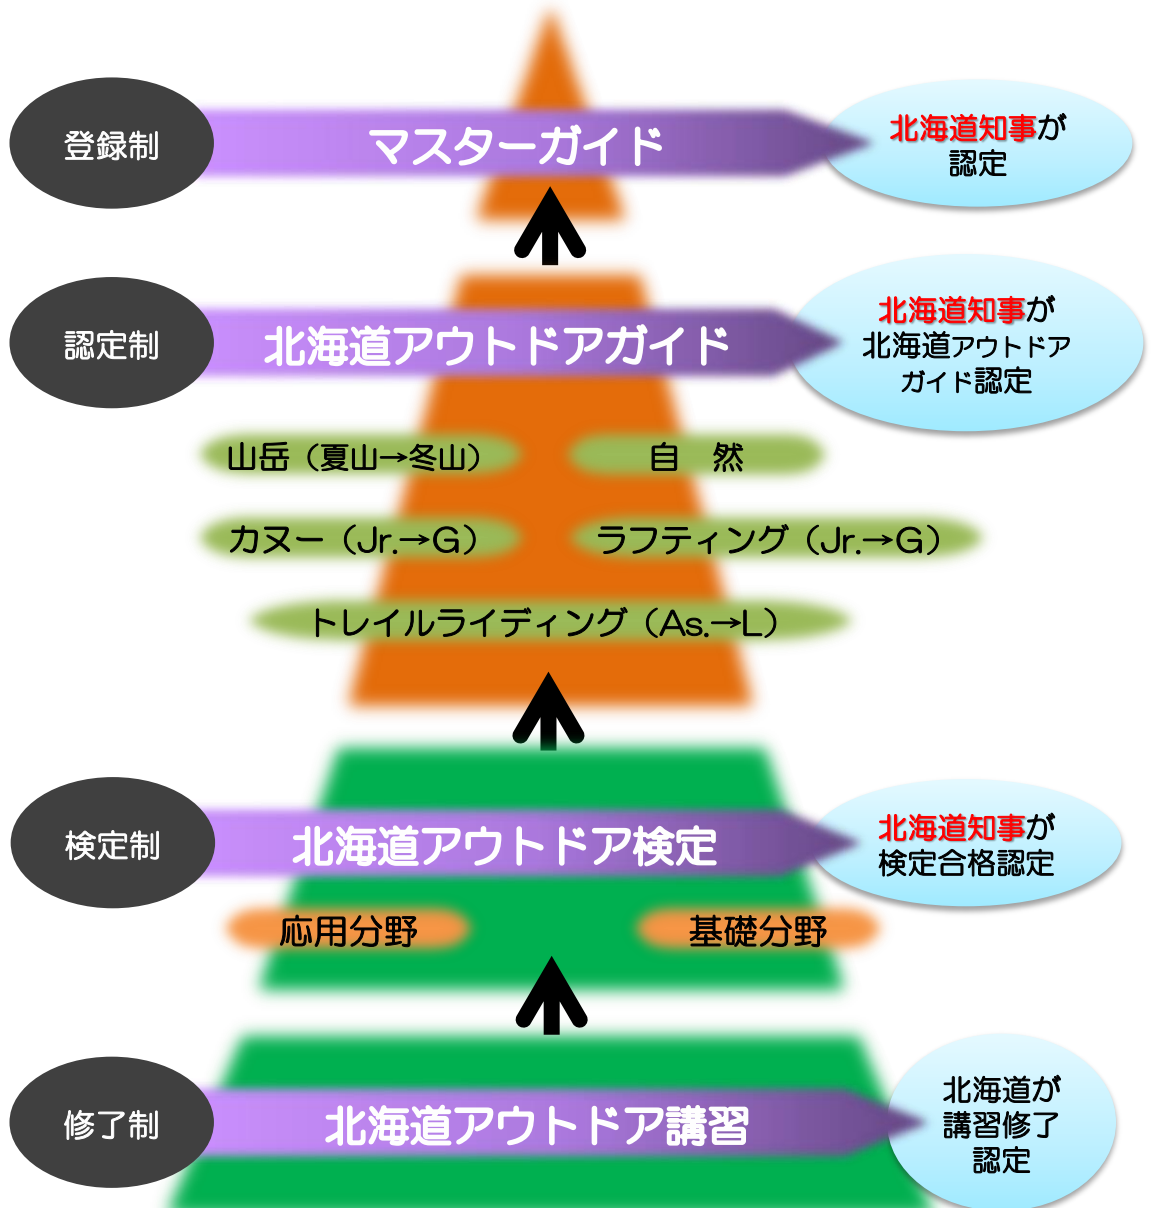 登録制
マスターガイド
北海道知事が
認定
認定制
北海道アウトドアガイド
北海道知事が
北海道アウトドア
ガイド認定
山岳（夏山→冬山）
自　然
カヌー（Jr.→G）
ラフティング（Jr.→G）
トレイルライディング（As.→L）
検定制
北海道アウトドア検定
北海道知事が
検定合格認定
応用分野
基礎分野
修了制
北海道アウトドア講習
北海道が
講習修了
認定